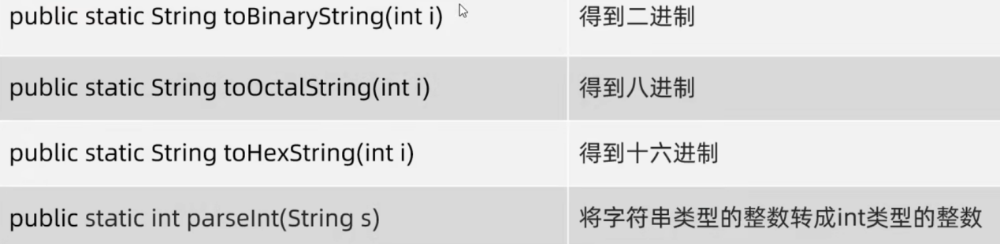 public static String toBinaryString(int i) 得到二进制
public static String toOctalString(int i) 得到八进制
public static String toHexString(int i) 得到十六进制
public static int parseInt(String s) 将字符串类型的整数转成int类型的整数